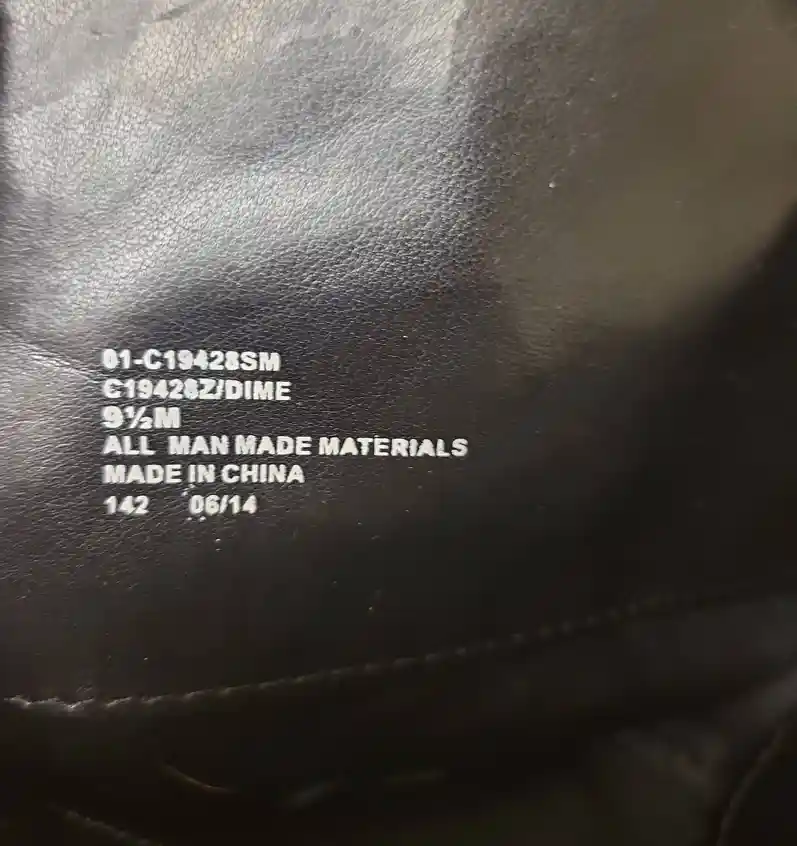 01-C19428SM
C19428Z/DIME
9½M
ALL MAN MADE MATERIALS
MADE IN CHINA
142 06/14